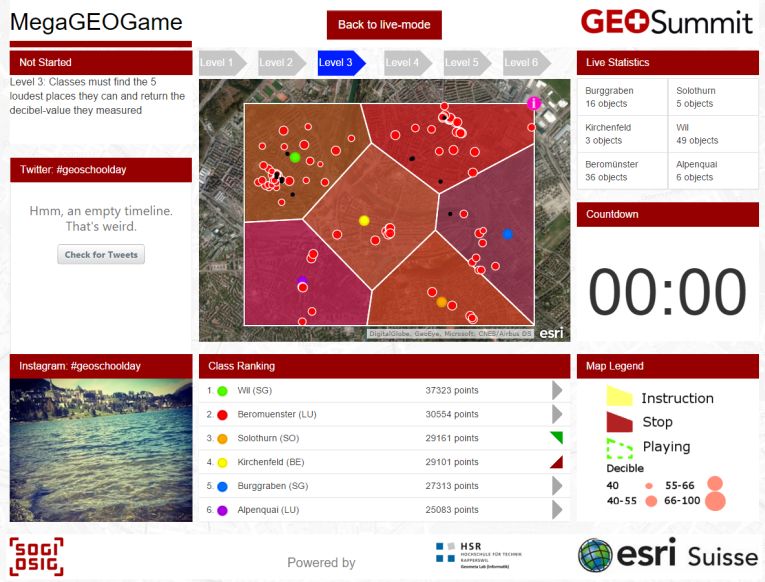 MegaGEOGame
Back to live-mode
GEOSummit
Not Started
Level 3: Classes must find the 5
loudest places they can and return the
decibel-value they measured
Level 1
Level 2
Level 3
Level 4
Level 5
Level 6
i
DigitalGlobe, GeoEye, Microsoft, CNES/Airbus DS
esri
Live Statistics
Burggraben
16 objects
Solothurn
5 objects
Kirchenfeld
3 objects
Wil
49 objects
Beromünster
36 objects
Alpenquai
6 objects
Twitter: #geoschoolday
Hmm, an empty timeline.
That's weird.
Check for Tweets
Countdown
00:00
Instagram: #geoschoolday
Class Ranking
1. Wil (SG) 37323 points
2. Beromuenster (LU) 30554 points
3. Solothurn (SO) 29161 points
4. Kirchenfeld (BE) 29101 points
5. Burggraben (SG) 27313 points
6. Alpenquai (LU) 25083 points
Map Legend
Instruction
Stop
Playing
Decible
40 55-66
40-55 66-100
SOGI
OSIG
Powered by
HSR
HOCHSCHULE FÜR TECHNIK
RAPPERSWIL
Geometa Lab (Informatik)
esri Suisse